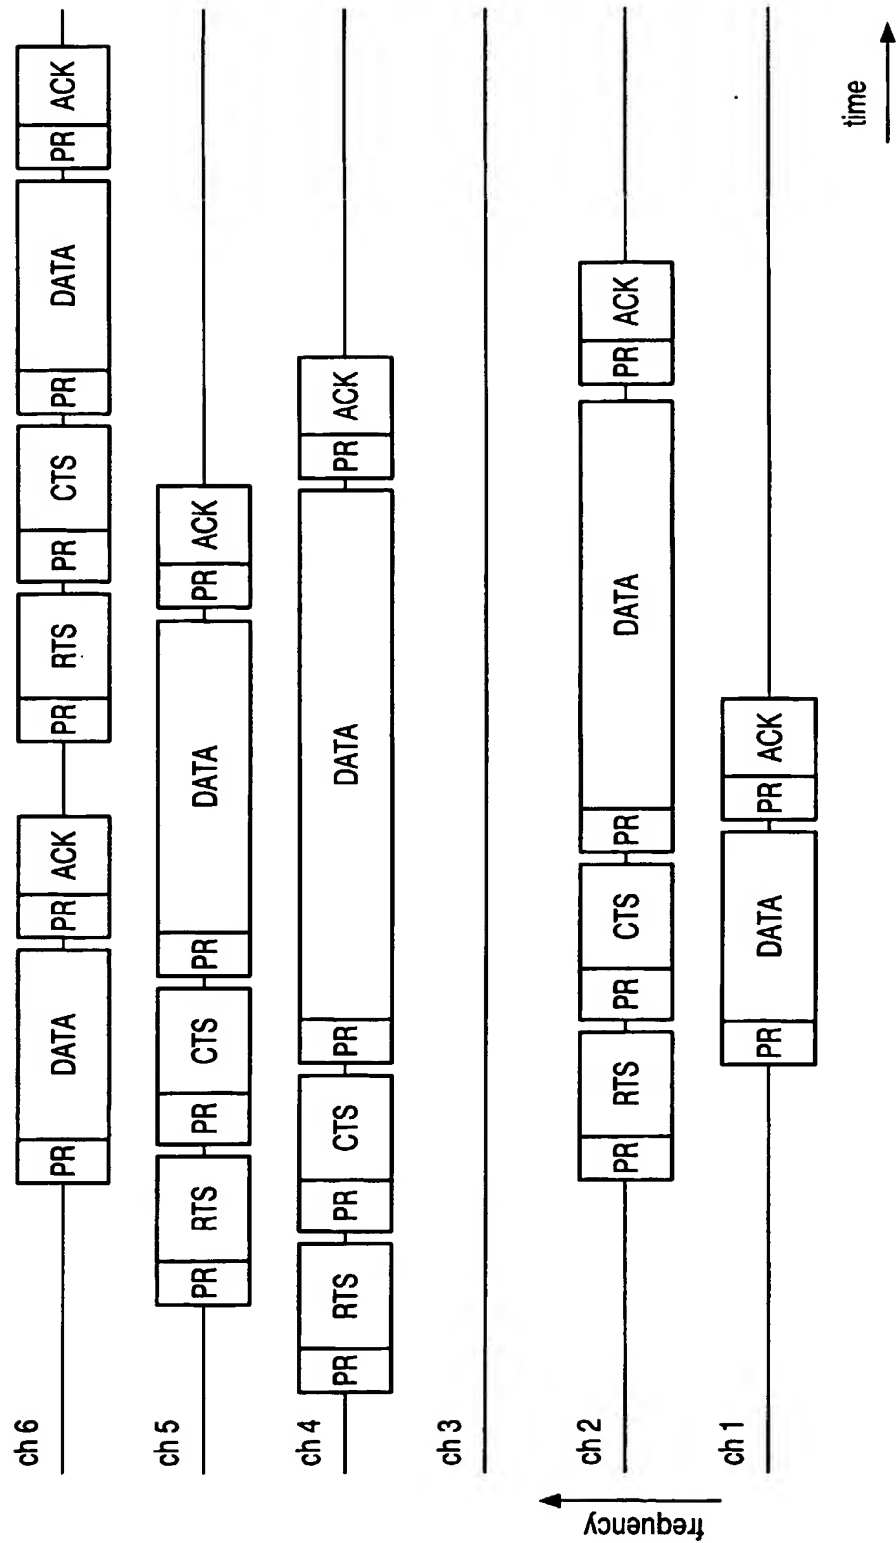 ch 6
PR DATA PR ACK PR RTS PR CTS PR DATA PR ACK
ch 5
PR RTS PR CTS PR DATA PR ACK
ch 4
PR RTS PR CTS PR DATA PR ACK
ch 3
ch 2
PR RTS PR CTS PR DATA PR ACK
ch 1
PR DATA PR ACK
frequency
time